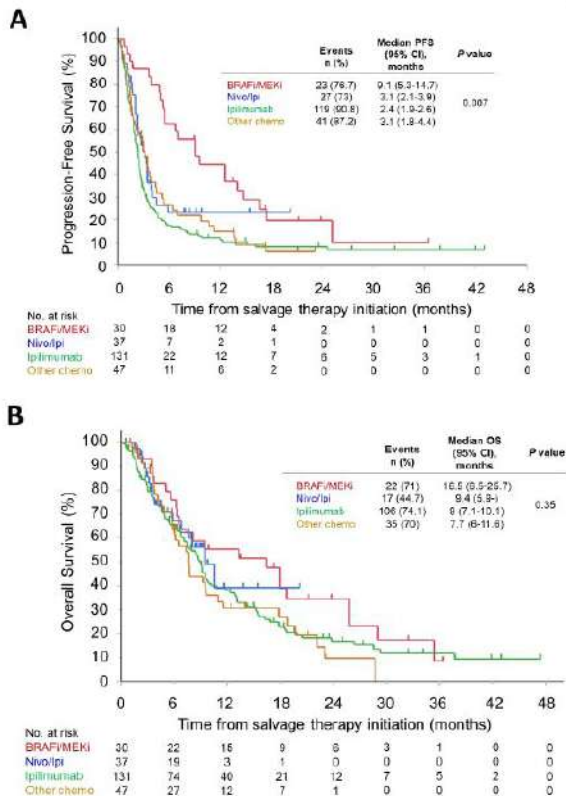 A
Progression-Free Survival (%)
Events n (%) Median PFS (95% CI), months P value
BRAFi/MEKi 23 (76.7) 9.1 (5.3-14.7)
Nivo/Ipi 27 (73) 3.1 (2.1-3.9)
Ipilimumab 119 (90.8) 2.4 (1.9-2.6)
Other chemo 41 (87.2) 3.1 (1.8-4.4)
0.007
100
90
80
70
60
50
40
30
20
10
0
0 6 12 18 24 30 36 42 48
Time from salvage therapy initiation (months)
No. at risk
BRAFi/MEKi 30 18 12 4 2 1 1 0 0
Nivo/Ipi 37 7 2 1 0 0 0 0 0
Ipilimumab 131 22 12 7 6 5 3 1 0
Other chemo 47 11 6 2 0 0 0 0 0
B
Overall Survival (%)
Events n (%) Median OS (95% CI), months P value
BRAFi/MEKi 22 (71) 16.5 (6.5-25.7)
Nivo/Ipi 17 (44.7) 9.4 (5.9-)
Ipilimumab 106 (74.1) 9 (7.1-10.1)
Other chemo 35 (70) 7.7 (6-11.6)
0.35
100
90
80
70
60
50
40
30
20
10
0
0 6 12 18 24 30 36 42 48
Time from salvage therapy initiation (months)
No. at risk
BRAFi/MEKi 30 22 15 9 6 3 1 0 0
Nivo/Ipi 37 19 3 1 0 0 0 0 0
Ipilimumab 131 74 40 21 12 7 5 2 0
Other chemo 47 27 12 7 1 0 0 0 0